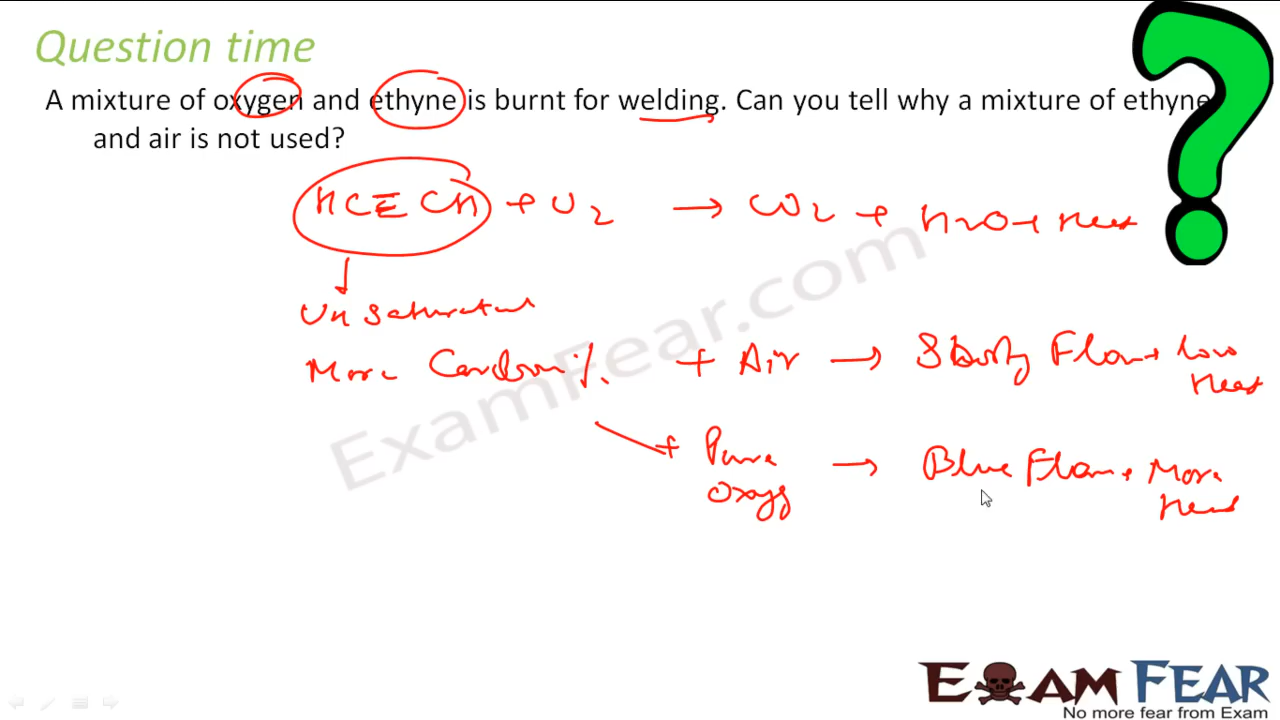 Question time
A mixture of oxygen and ethyne is burnt for welding. Can you tell why a mixture of ethyne
and air is not used?
HC≡CH + O2 → CO2 + H2O + Heat
Unsaturated
More Carbon %. + Air → Sooty Flame + low
Heat
+ Pure → Blue Flame + More
oxyg Heat
ExamFear.com
EXAM FEAR
No more fear from Exam